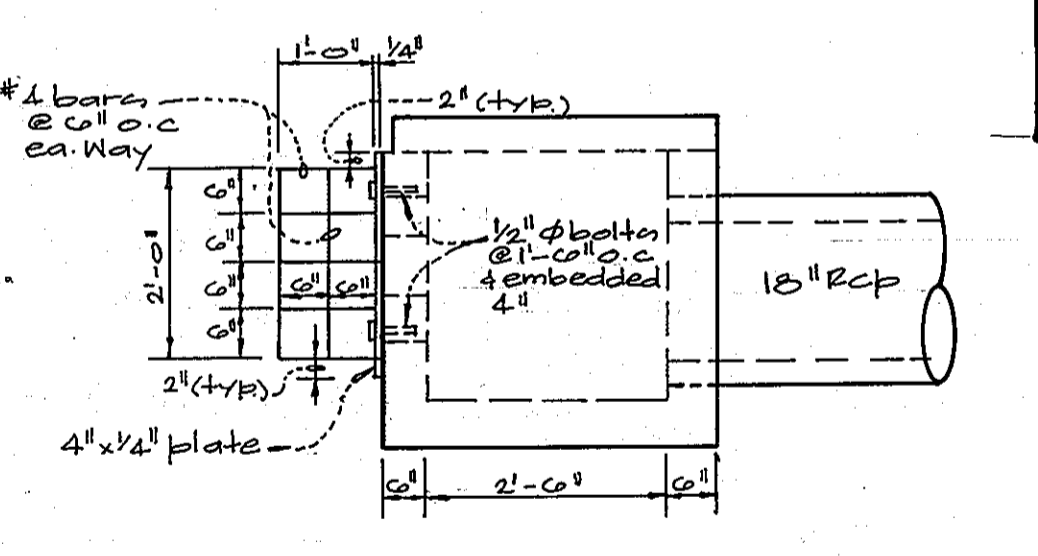 1'-0" 1/4"
#4 bars
@ 6" o.c
ea. Way
2" (typ.)
6"
6"
6"
6"
2'-0"
6" 6"
1/2" ϕ bolts
@ 1'-6" o.c
& embedded
4"
18" Rcp
2" (typ.)
4" x 1/4" plate
6" 2'-6" 6"